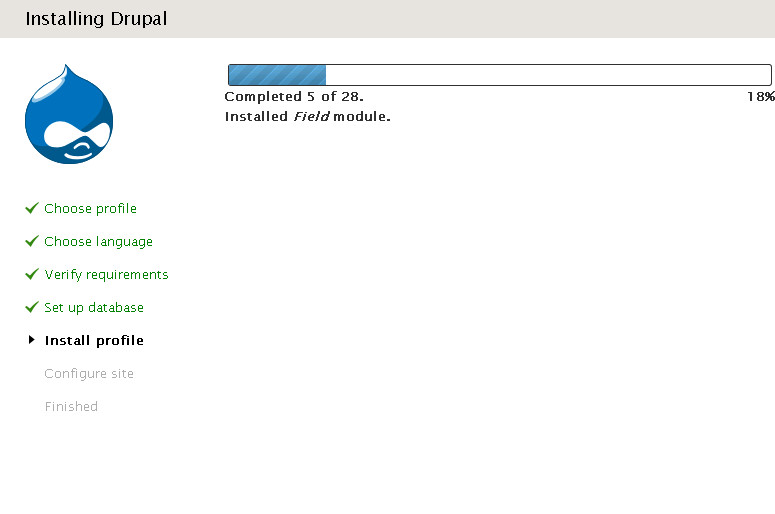 Installing Drupal
Completed 5 of 28.
18%
Installed Field module.
Choose profile
Choose language
Verify requirements
Set up database
Install profile
Configure site
Finished